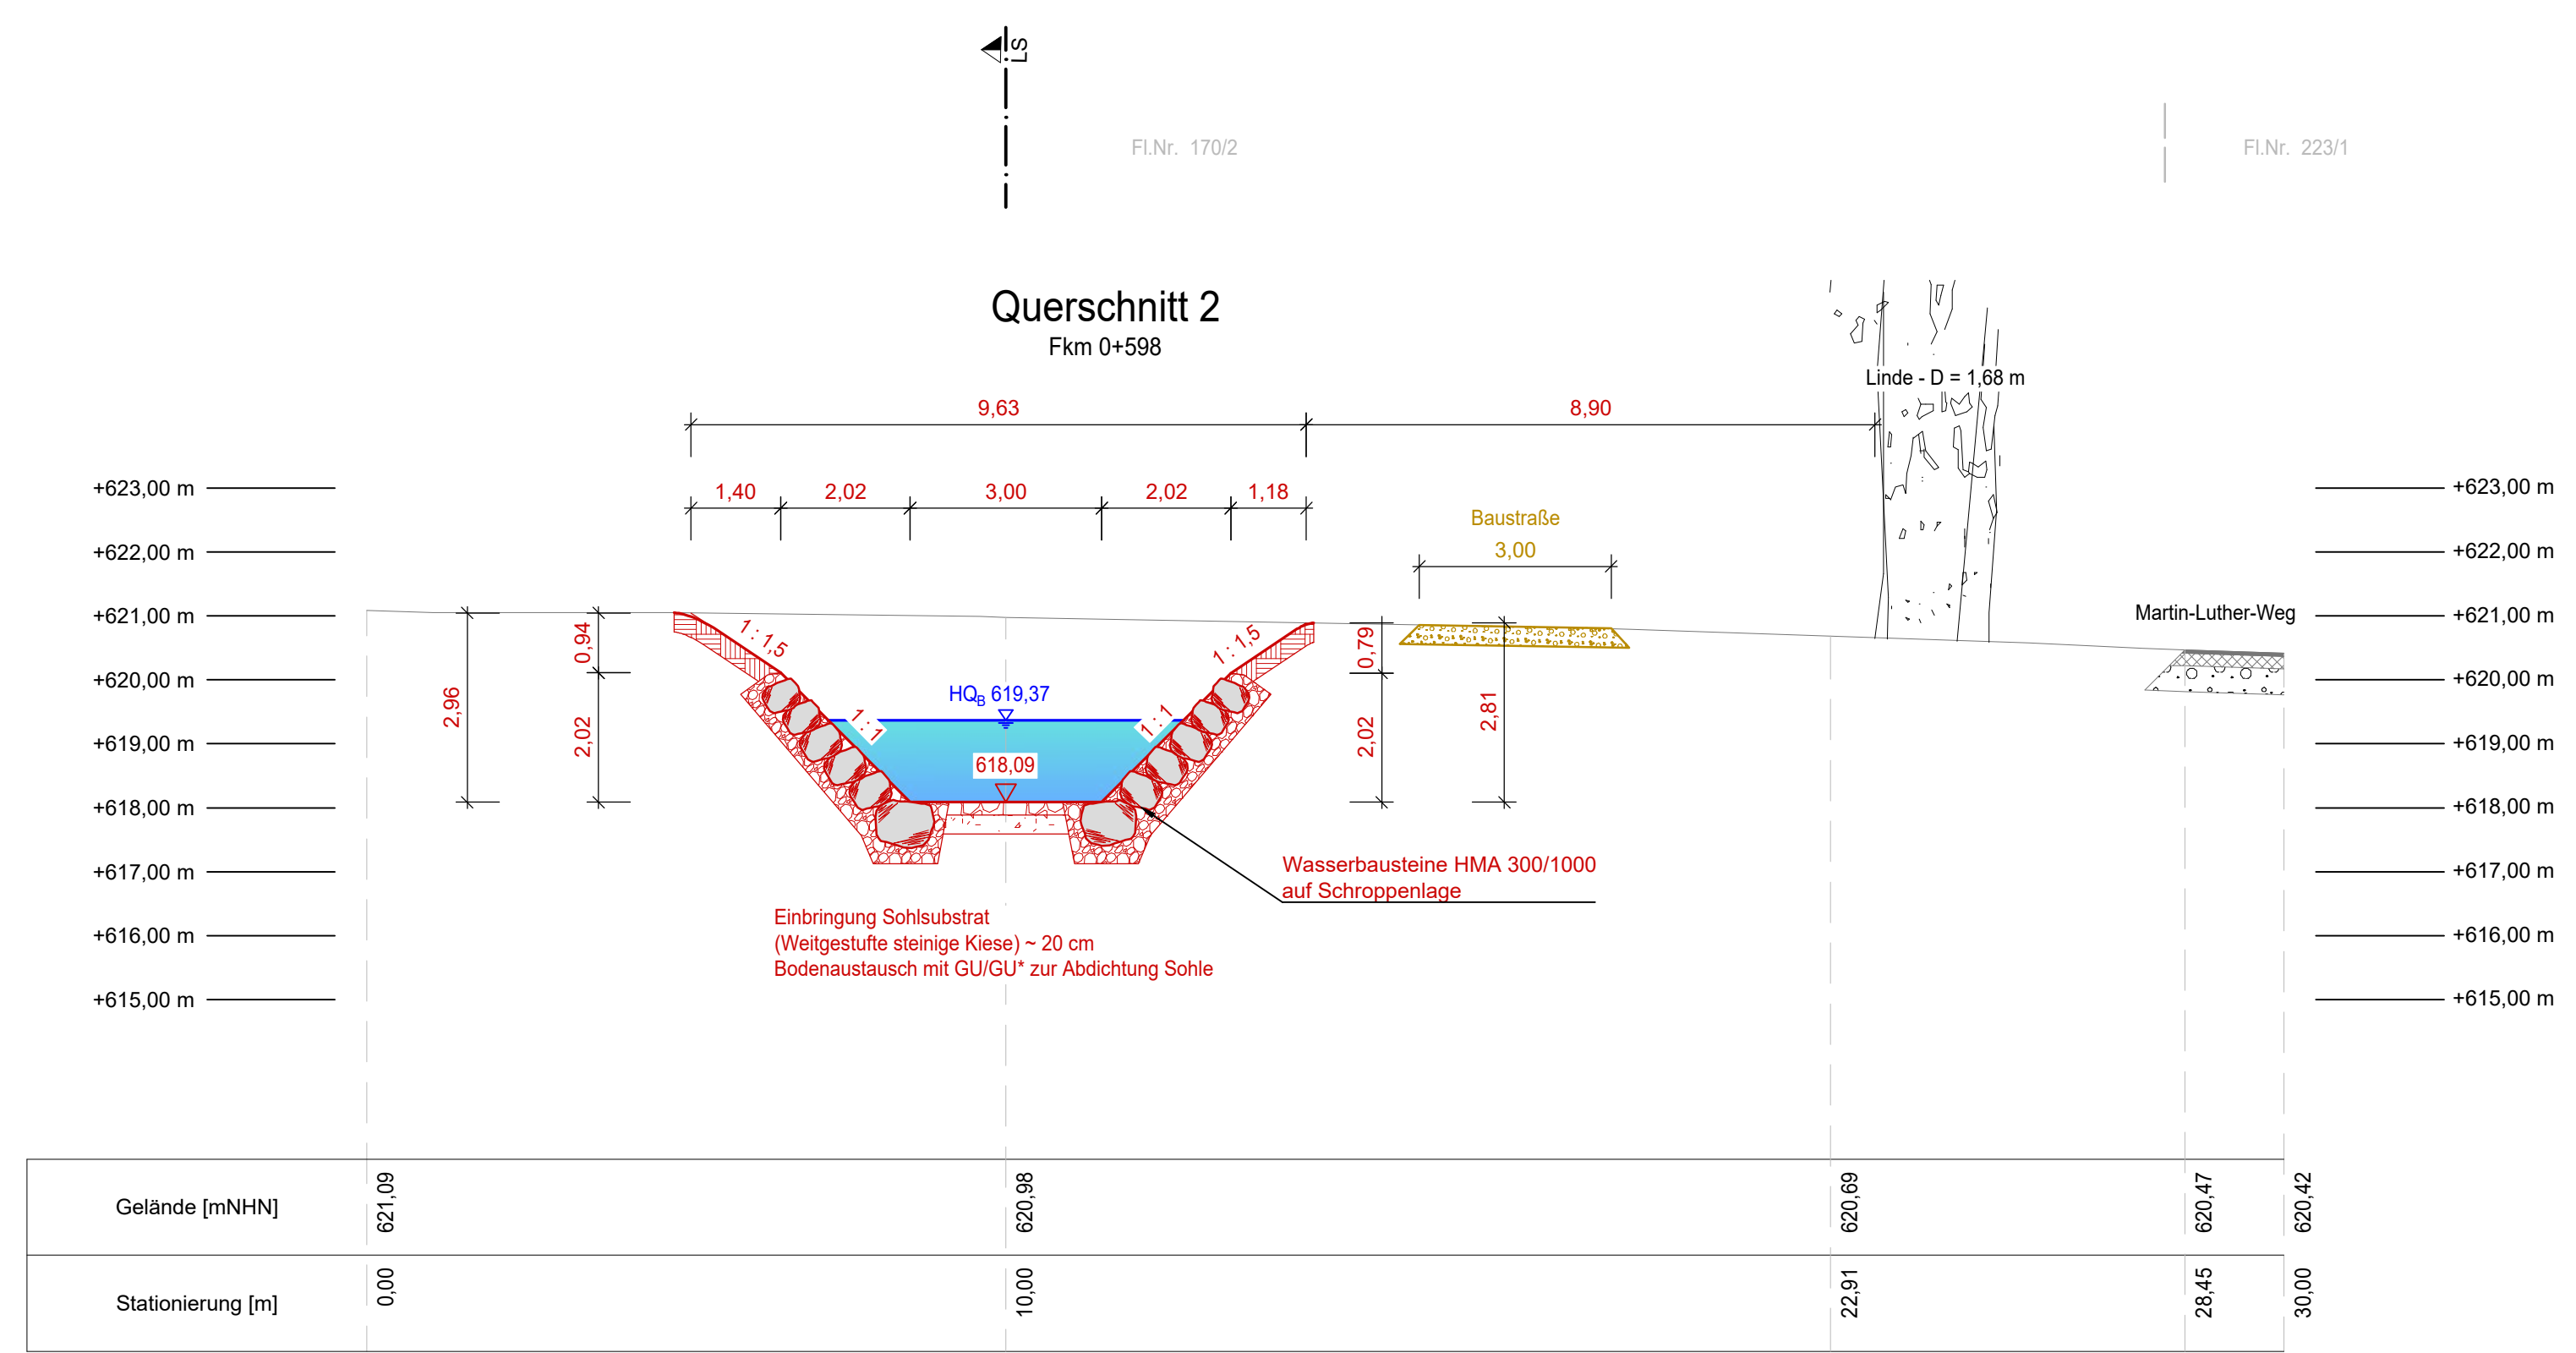 LS
Fl.Nr. 170/2
Fl.Nr. 223/1
Querschnitt 2
Fkm 0+598
Linde - D = 1,68 m
9,63
8,90
1,40
2,02
3,00
2,02
1,18
Baustraße
3,00
+623,00 m
+622,00 m
+621,00 m
+620,00 m
+619,00 m
+618,00 m
+617,00 m
+616,00 m
+615,00 m
+623,00 m
+622,00 m
+621,00 m
+620,00 m
+619,00 m
+618,00 m
+617,00 m
+616,00 m
+615,00 m
Martin-Luther-Weg
2,96
0,94
2,02
1 : 1,5
1 : 1
HQB 619,37
618,09
1 : 1
1 : 1,5
0,79
2,02
2,81
Wasserbausteine HMA 300/1000
auf Schroppenlage
Einbringung Sohlsubstrat
(Weitgestufte steinige Kiese) ~ 20 cm
Bodenaustausch mit GU/GU* zur Abdichtung Sohle
Gelände [mNHN]
621,09
620,98
620,69
620,47
620,42
Stationierung [m]
0,00
10,00
22,91
28,45
30,00